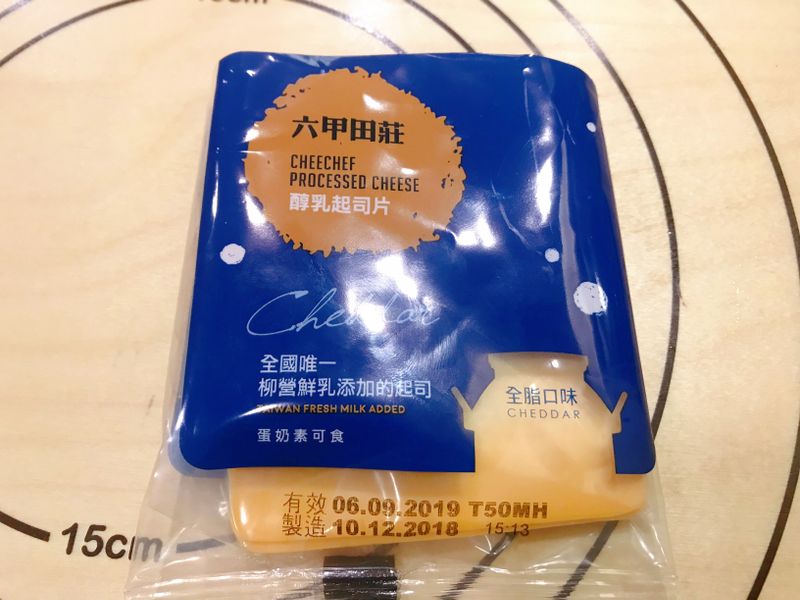 15cm
六甲田莊
CHEECHEF
PROCESSED CHEESE
醇乳起司片
Cheddar
全國唯一
柳營鮮乳添加的起司
TAIWAN FRESH MILK ADDED
蛋奶素可食
全脂口味
CHEDDAR
有效 06.09.2019 T50MH
製造 10.12.2018 15:13
15cm